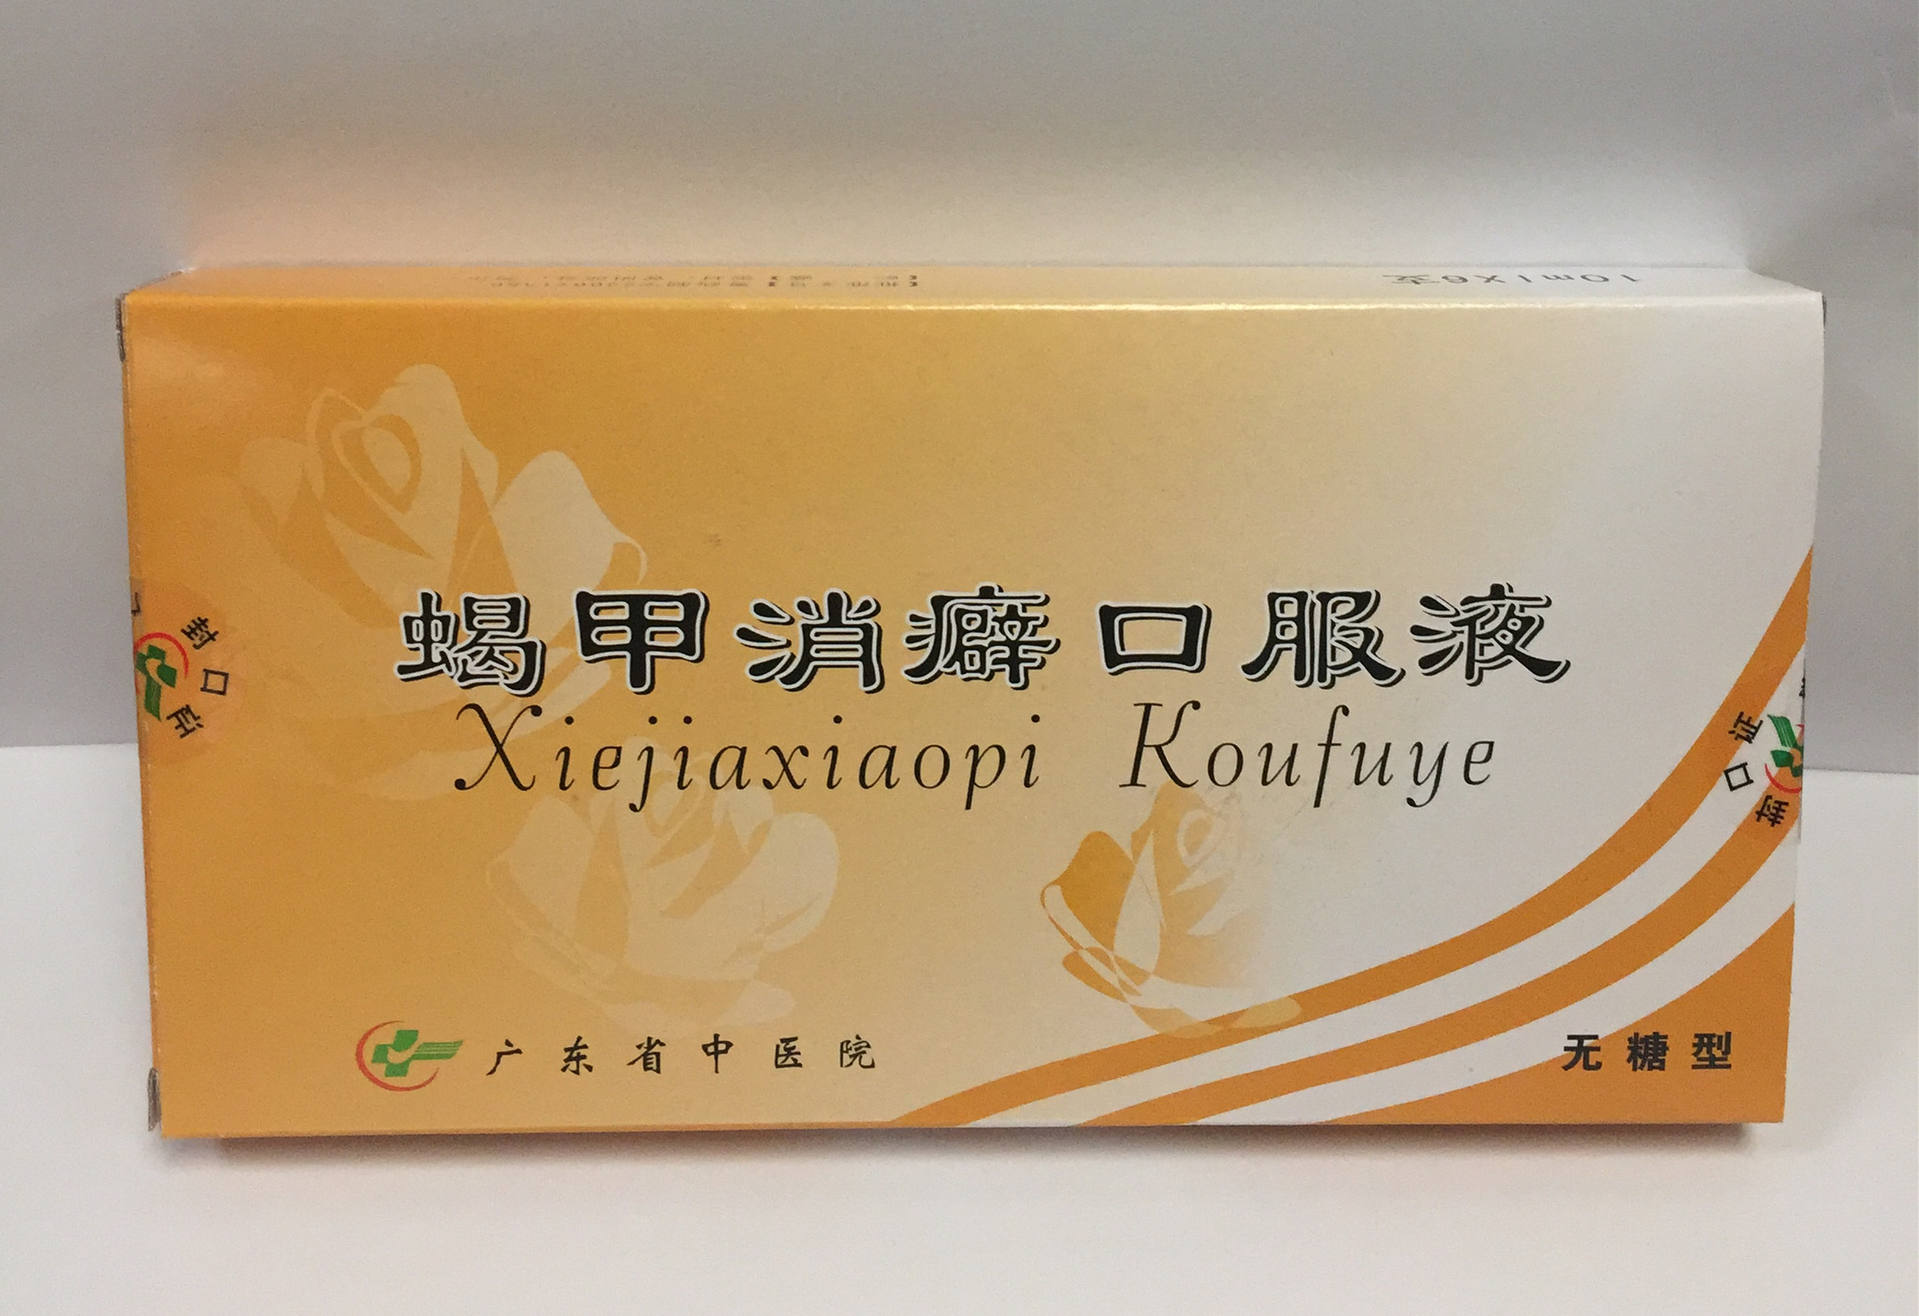 10ml×6支
蝎甲消癖口服液
Xiejiaxiaopi Koufuye
封口证
证口封
广东省中医院
无糖型